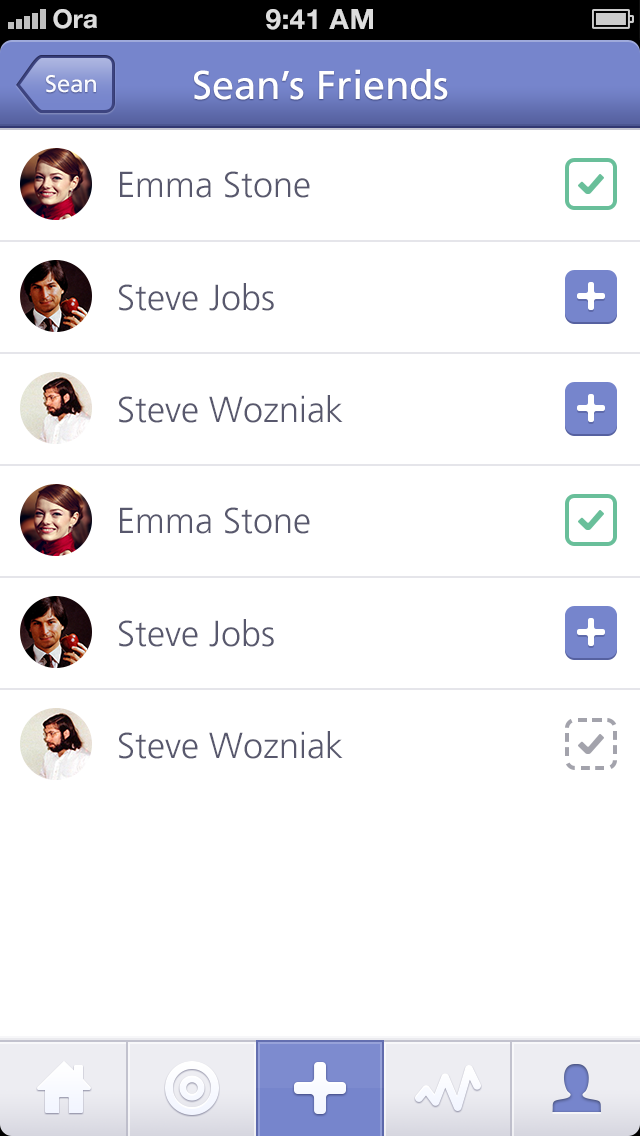 Ora 9:41 AM
Sean Sean’s Friends
Emma Stone
Steve Jobs
Steve Wozniak
Emma Stone
Steve Jobs
Steve Wozniak